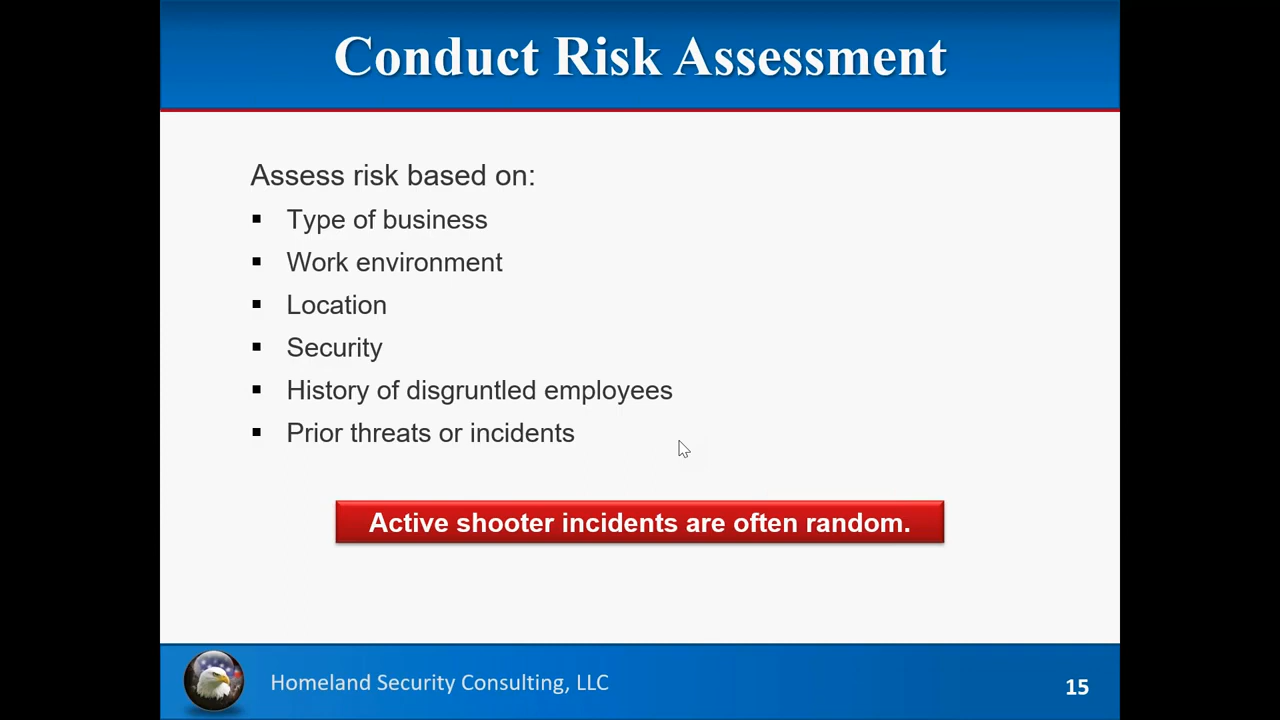 Conduct Risk Assessment
Assess risk based on:
▪ Type of business
▪ Work environment
▪ Location
▪ Security
▪ History of disgruntled employees
▪ Prior threats or incidents
Active shooter incidents are often random.
Homeland Security Consulting, LLC
15